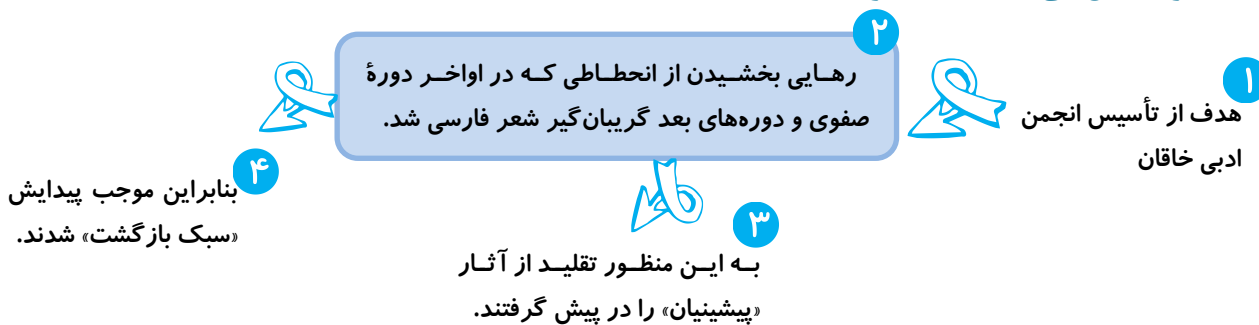 ۱
هدف از تأسیس انجمن
ادبی خاقان
۲
رهایی بخشیدن از انحطاطی که در اواخر دورهٔ
صفوی و دوره‌های بعد گریبان‌گیر شعر فارسی شد.
۳
به این منظور تقلید از آثار
«پیشینیان» را در پیش گرفتند.
۴
بنابراین موجب پیدایش
«سبک بازگشت» شدند.